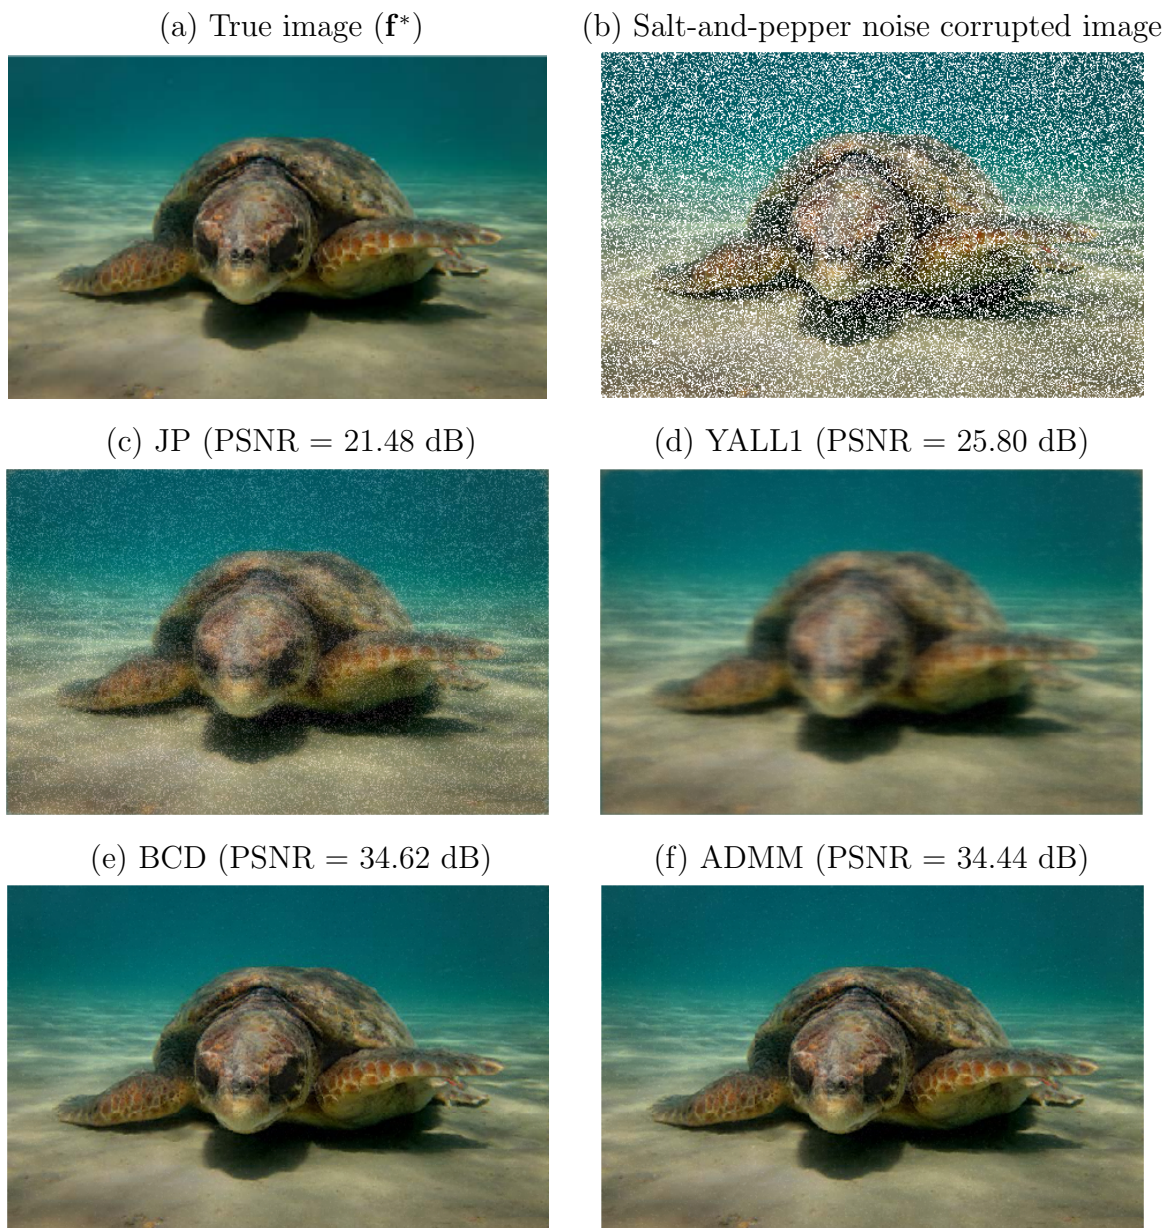 (a) True image (f*)
(b) Salt-and-pepper noise corrupted image
(c) JP (PSNR = 21.48 dB)
(d) YALL1 (PSNR = 25.80 dB)
(e) BCD (PSNR = 34.62 dB)
(f) ADMM (PSNR = 34.44 dB)